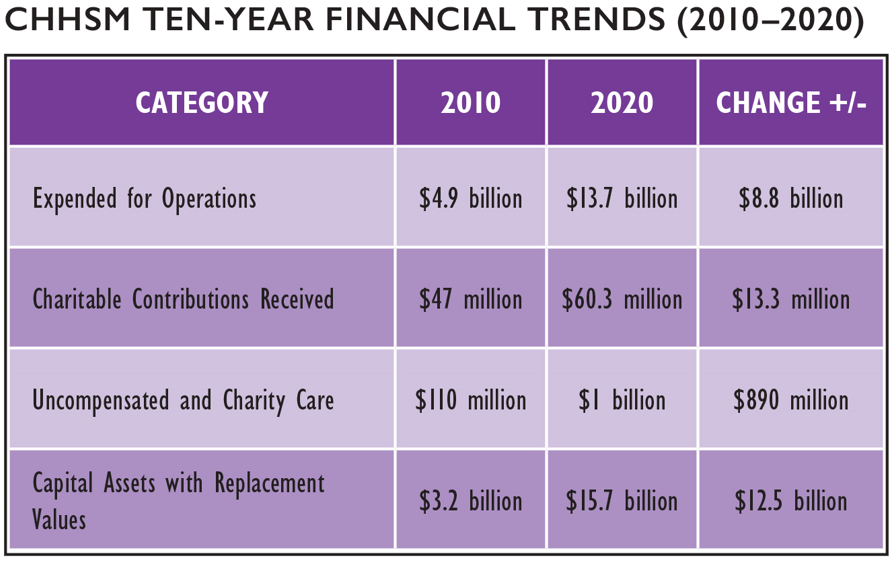 CHHSM TEN-YEAR FINANCIAL TRENDS (2010–2020)
CATEGORY 2010 2020 CHANGE +/-
Expended for Operations $4.9 billion $13.7 billion $8.8 billion
Charitable Contributions Received $47 million $60.3 million $13.3 million
Uncompensated and Charity Care $110 million $1 billion $890 million
Capital Assets with Replacement
Values $3.2 billion $15.7 billion $12.5 billion